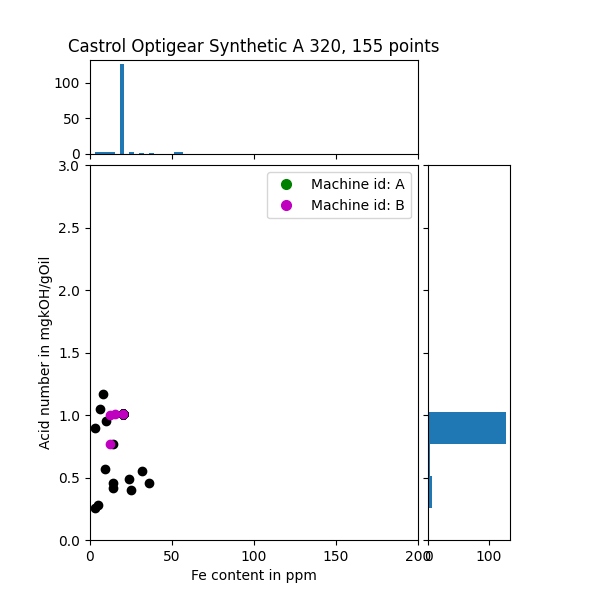 Castrol Optigear Synthetic A 320, 155 points
100
50
0
3.0
2.5
2.0
1.5
1.0
0.5
0.0
Acid number in mgkOH/gOil
Machine id: A
Machine id: B
0 50 100 150 200
0 100
Fe content in ppm